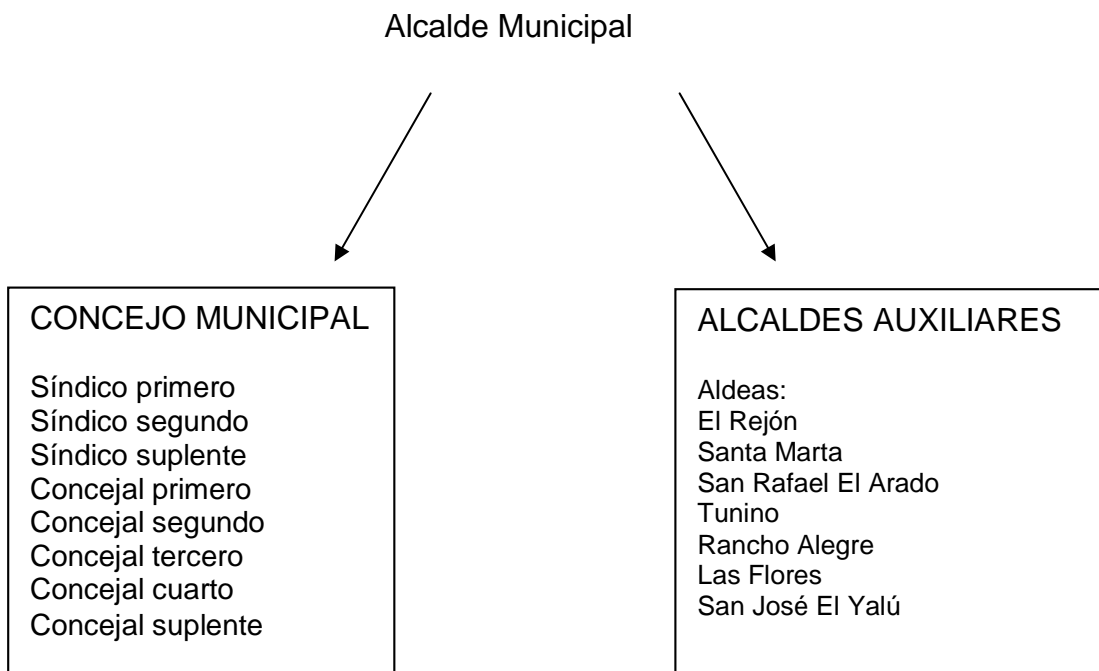 Alcalde Municipal
CONCEJO MUNICIPAL
Síndico primero
Síndico segundo
Síndico suplente
Concejal primero
Concejal segundo
Concejal tercero
Concejal cuarto
Concejal suplente
ALCALDES AUXILIARES
Aldeas:
El Rejón
Santa Marta
San Rafael El Arado
Tunino
Rancho Alegre
Las Flores
San José El Yalú